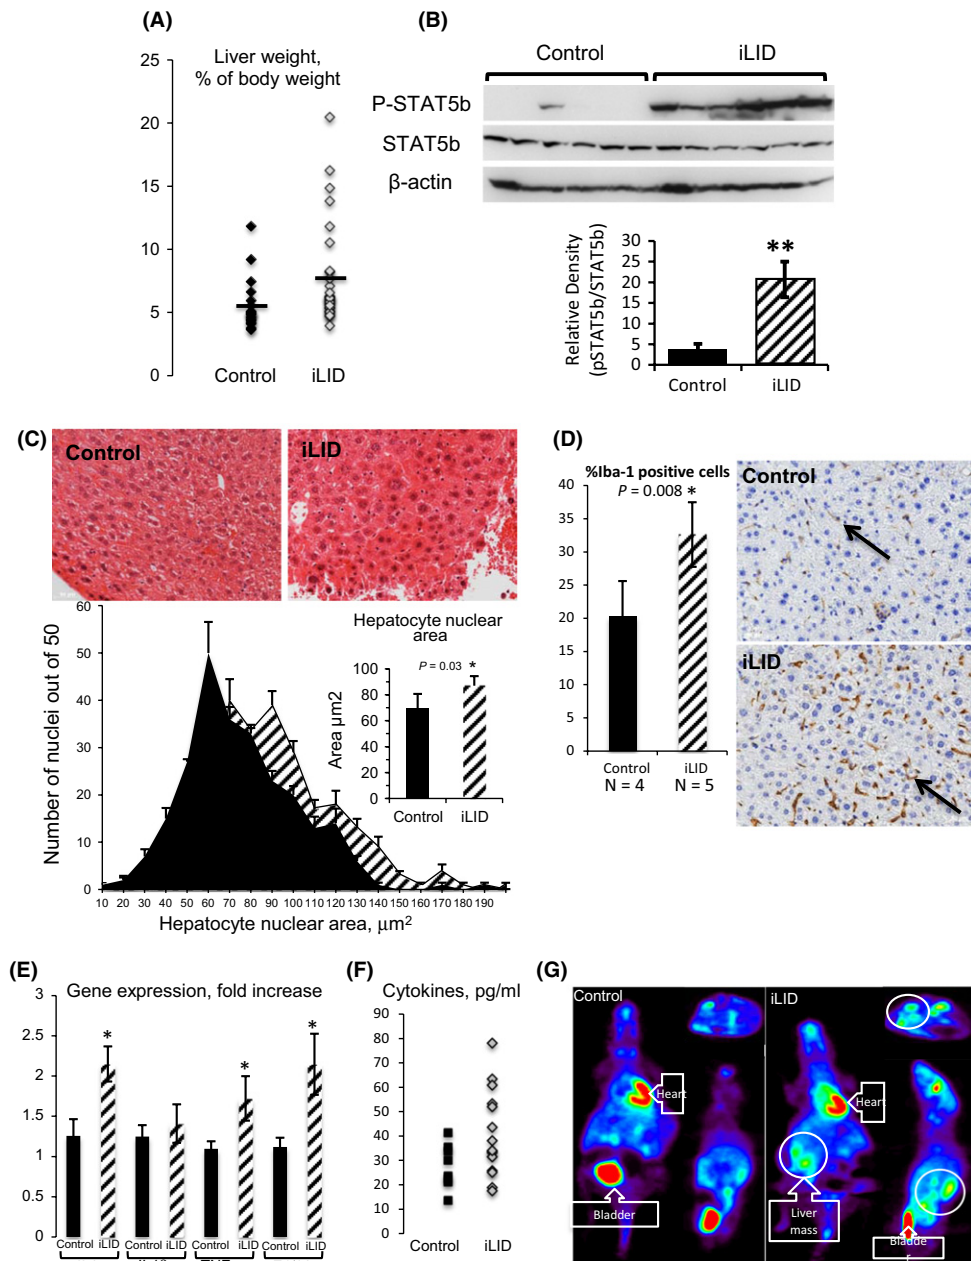 (A)
Liver weight,
% of body weight
25
20
15
10
5
0
Control
iLID
(B)
Control
iLID
P-STAT5b
STAT5b
β-actin
Relative Density
(pSTAT5b/STAT5b)
30
25
20
15
10
5
0
**
Control
iLID
(C)
Control
iLID
Number of nuclei out of 50
60
50
40
30
20
10
0
10 20 30 40 50 60 70 80 90 100 110 120 130 140 150 160 170 180 190
Hepatocyte nuclear area, μm²
Hepatocyte nuclear
area
P = 0.03 *
Area μm2
100
80
60
40
20
0
Control
iLID
(D)
%Iba-1 positive cells
P = 0.008 *
40
35
30
25
20
15
10
5
0
Control
N = 4
iLID
N = 5
Control
iLID
(E)
Gene expression, fold increase
3
2.5
2
1.5
1
0.5
0
*
*
*
Control iLID Control iLID Control iLID Control iLID
(F)
Cytokines, pg/ml
90
80
70
60
50
40
30
20
10
0
Control
iLID
(G)
Control
Heart
Bladder
iLID
Heart
Liver
mass
Bladde
r